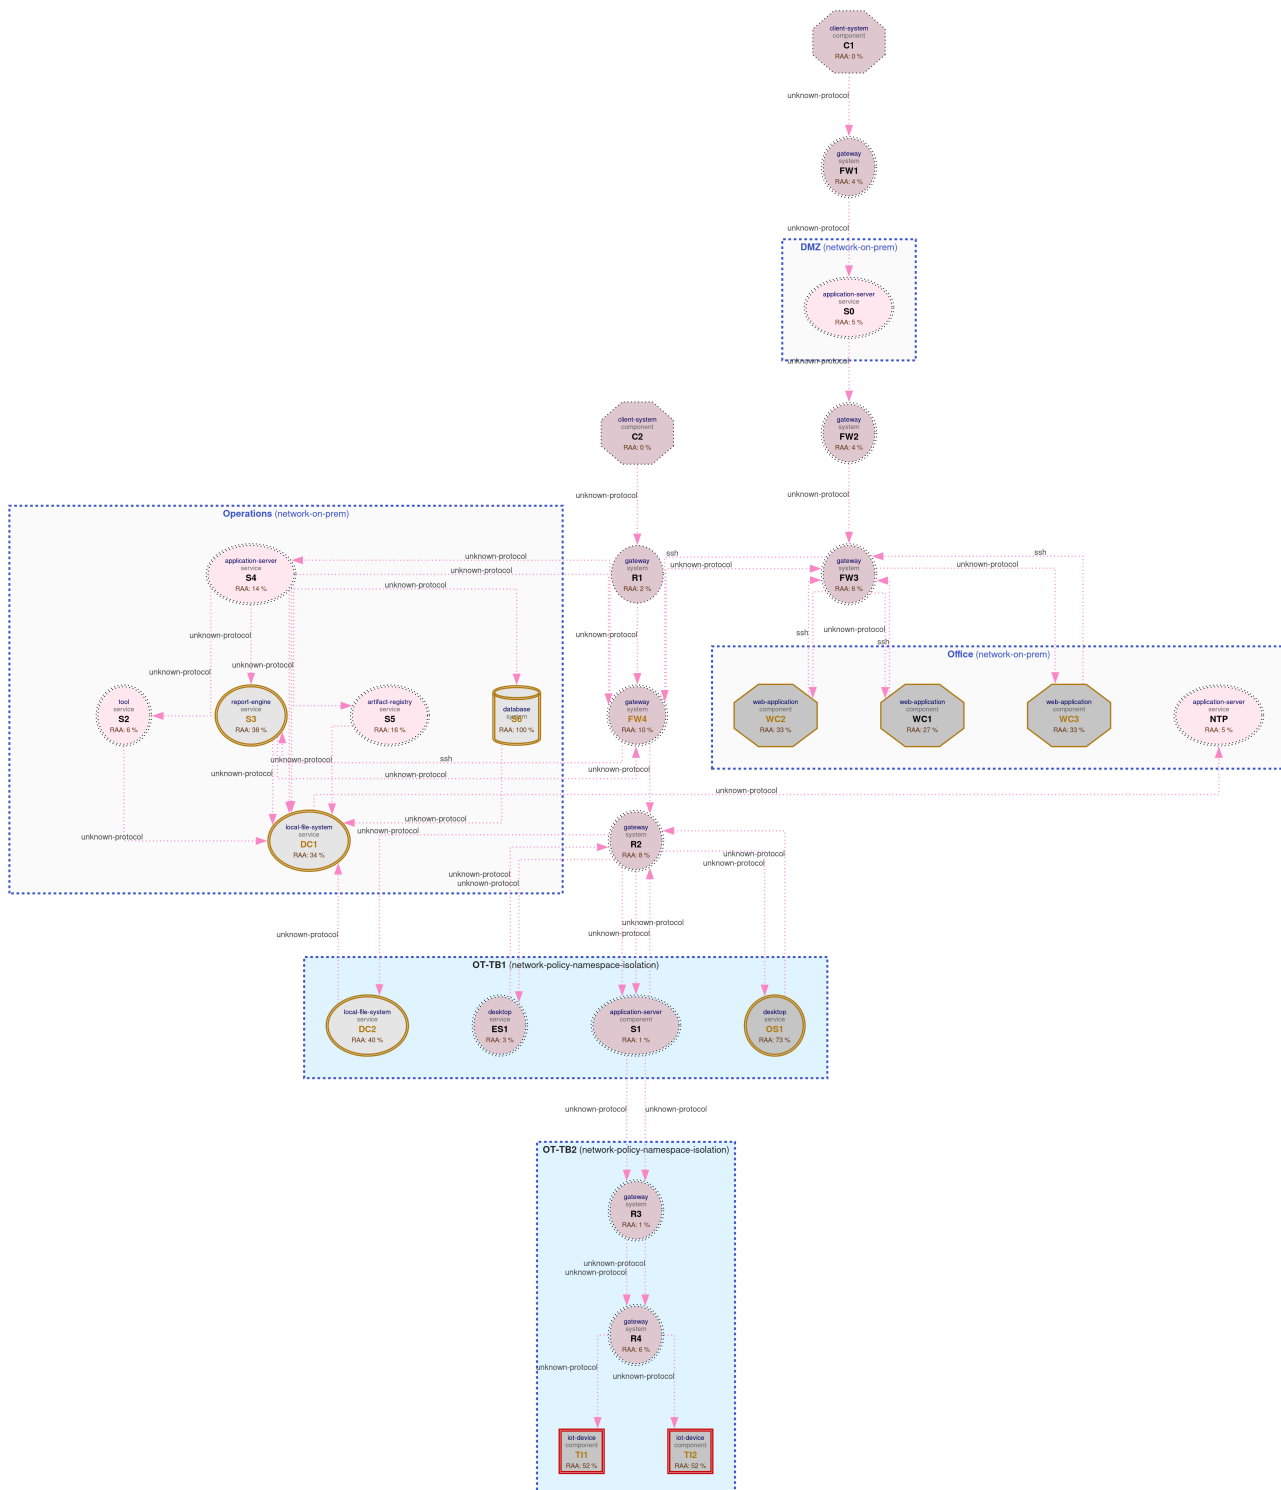 client-system
component
C1
RAA: 0 %
unknown-protocol
gateway
system
FW1
RAA: 4 %
unknown-protocol
DMZ (network-on-prem)
application-server
service
S0
RAA: 5 %
unknown-protocol
client-system
component
C2
RAA: 0 %
gateway
system
FW2
RAA: 4 %
unknown-protocol
unknown-protocol
Operations (network-on-prem)
application-server
service
S4
RAA: 14 %
unknown-protocol
unknown-protocol
unknown-protocol
gateway
system
R1
RAA: 2 %
ssh
unknown-protocol
gateway
system
FW3
RAA: 6 %
ssh
unknown-protocol
unknown-protocol
unknown-protocol
unknown-protocol
unknown-protocol
ssh
unknown-protocol
ssh
Office (network-on-prem)
tool
service
S2
RAA: 6 %
report-engine
service
S3
RAA: 38 %
artifact-registry
service
S5
RAA: 16 %
database
system
S6
RAA: 100 %
gateway
system
FW4
RAA: 10 %
web-application
component
WC2
RAA: 33 %
web-application
component
WC1
RAA: 27 %
web-application
component
WC3
RAA: 33 %
application-server
service
NTP
RAA: 5 %
unknown-protocol
ssh
unknown-protocol
unknown-protocol
unknown-protocol
unknown-protocol
unknown-protocol
unknown-protocol
unknown-protocol
local-file-system
service
DC1
RAA: 34 %
gateway
system
R2
RAA: 8 %
unknown-protocol
unknown-protocol
unknown-protocol
unknown-protocol
unknown-protocol
unknown-protocol
unknown-protocol
OT-TB1 (network-policy-namespace-isolation)
local-file-system
service
DC2
RAA: 40 %
desktop
service
ES1
RAA: 3 %
application-server
component
S1
RAA: 1 %
desktop
service
OS1
RAA: 73 %
unknown-protocol
unknown-protocol
OT-TB2 (network-policy-namespace-isolation)
gateway
system
R3
RAA: 1 %
unknown-protocol
unknown-protocol
gateway
system
R4
RAA: 6 %
unknown-protocol
unknown-protocol
iot-device
component
TI1
RAA: 52 %
iot-device
component
TI2
RAA: 52 %